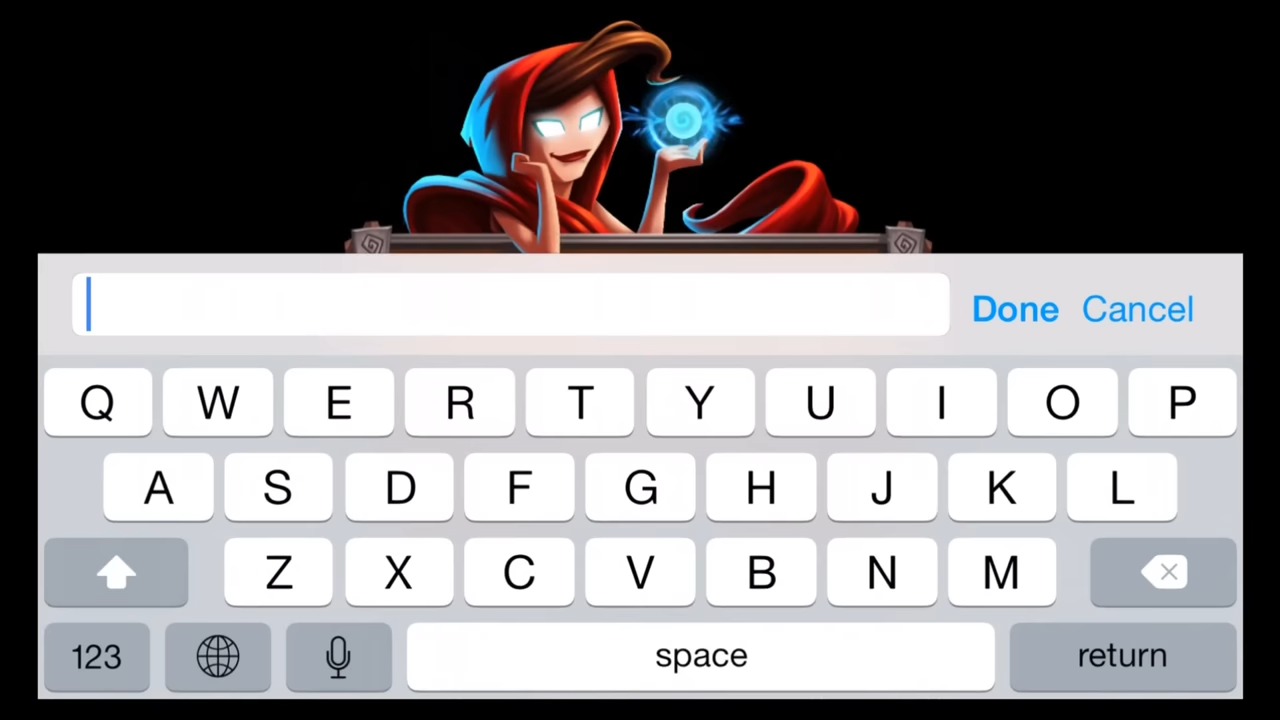 Done Cancel
Q W E R T Y U I O P
A S D F G H J K L
Z X C V B N M
123 space return